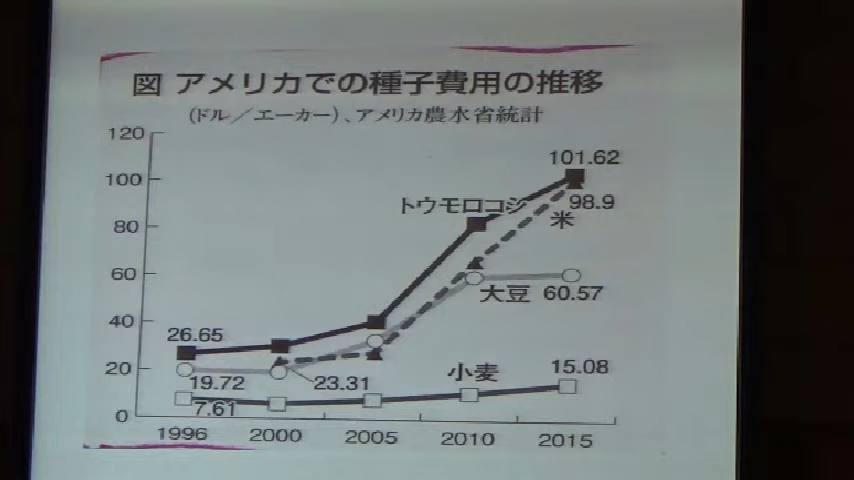 図 アメリカでの種子費用の推移
(ドル／エーカー)、アメリカ農水省統計
120
100
80
60
40
20
0
101.62
トウモロコシ
98.9
米
大豆 60.57
26.65
19.72
23.31
小麦
15.08
7.61
1996 2000 2005 2010 2015